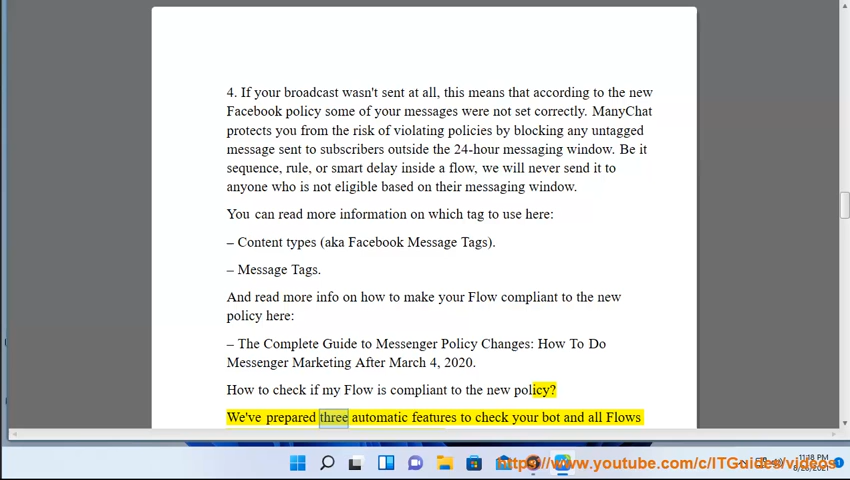 4. If your broadcast wasn't sent at all, this means that according to the new
Facebook policy some of your messages were not set correctly. ManyChat
protects you from the risk of violating policies by blocking any untagged
message sent to subscribers outside the 24-hour messaging window. Be it
sequence, rule, or smart delay inside a flow, we will never send it to
anyone who is not eligible based on their messaging window.
You can read more information on which tag to use here:
– Content types (aka Facebook Message Tags).
– Message Tags.
And read more info on how to make your Flow compliant to the new
policy here:
– The Complete Guide to Messenger Policy Changes: How To Do
Messenger Marketing After March 4, 2020.
How to check if my Flow is compliant to the new policy?
We've prepared three automatic features to check your bot and all Flows
11:18 PM
http://www.youtube.com/c/ITGuides/videos
8/28/2021